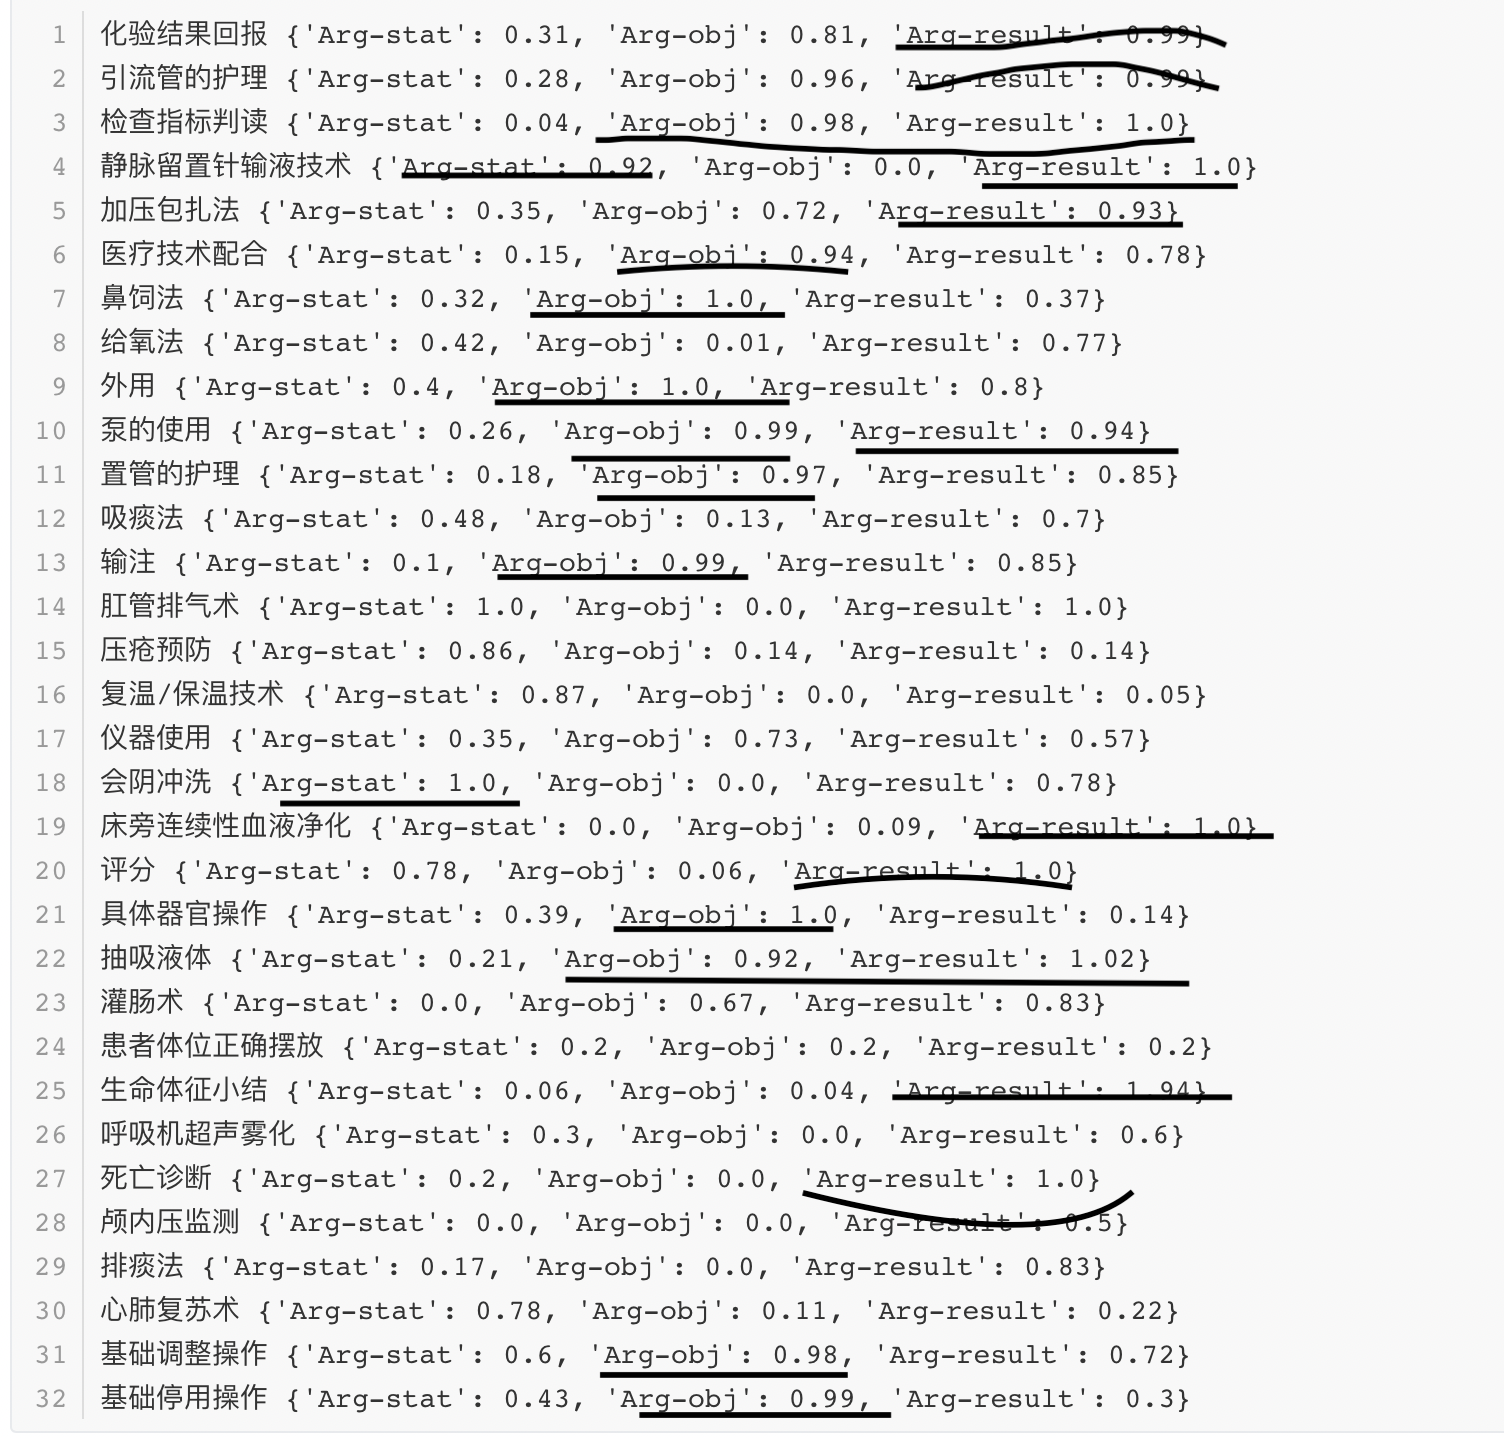 1 化验结果回报 {'Arg-stat': 0.31, 'Arg-obj': 0.81, 'Arg-result': 0.99}
2 引流管的护理 {'Arg-stat': 0.28, 'Arg-obj': 0.96, 'Arg-result': 0.99}
3 检查指标判读 {'Arg-stat': 0.04, 'Arg-obj': 0.98, 'Arg-result': 1.0}
4 静脉留置针输液技术 {'Arg-stat': 0.92, 'Arg-obj': 0.0, 'Arg-result': 1.0}
5 加压包扎法 {'Arg-stat': 0.35, 'Arg-obj': 0.72, 'Arg-result': 0.93}
6 医疗技术配合 {'Arg-stat': 0.15, 'Arg-obj': 0.94, 'Arg-result': 0.78}
7 鼻饲法 {'Arg-stat': 0.32, 'Arg-obj': 1.0, 'Arg-result': 0.37}
8 给氧法 {'Arg-stat': 0.42, 'Arg-obj': 0.01, 'Arg-result': 0.77}
9 外用 {'Arg-stat': 0.4, 'Arg-obj': 1.0, 'Arg-result': 0.8}
10 泵的使用 {'Arg-stat': 0.26, 'Arg-obj': 0.99, 'Arg-result': 0.94}
11 置管的护理 {'Arg-stat': 0.18, 'Arg-obj': 0.97, 'Arg-result': 0.85}
12 吸痰法 {'Arg-stat': 0.48, 'Arg-obj': 0.13, 'Arg-result': 0.7}
13 输注 {'Arg-stat': 0.1, 'Arg-obj': 0.99, 'Arg-result': 0.85}
14 肛管排气术 {'Arg-stat': 1.0, 'Arg-obj': 0.0, 'Arg-result': 1.0}
15 压疮预防 {'Arg-stat': 0.86, 'Arg-obj': 0.14, 'Arg-result': 0.14}
16 复温/保温技术 {'Arg-stat': 0.87, 'Arg-obj': 0.0, 'Arg-result': 0.05}
17 仪器使用 {'Arg-stat': 0.35, 'Arg-obj': 0.73, 'Arg-result': 0.57}
18 会阴冲洗 {'Arg-stat': 1.0, 'Arg-obj': 0.0, 'Arg-result': 0.78}
19 床旁连续性血液净化 {'Arg-stat': 0.0, 'Arg-obj': 0.09, 'Arg-result': 1.0}
20 评分 {'Arg-stat': 0.78, 'Arg-obj': 0.06, 'Arg-result': 1.0}
21 具体器官操作 {'Arg-stat': 0.39, 'Arg-obj': 1.0, 'Arg-result': 0.14}
22 抽吸液体 {'Arg-stat': 0.21, 'Arg-obj': 0.92, 'Arg-result': 1.02}
23 灌肠术 {'Arg-stat': 0.0, 'Arg-obj': 0.67, 'Arg-result': 0.83}
24 患者体位正确摆放 {'Arg-stat': 0.2, 'Arg-obj': 0.2, 'Arg-result': 0.2}
25 生命体征小结 {'Arg-stat': 0.06, 'Arg-obj': 0.04, 'Arg-result': 1.94}
26 呼吸机超声雾化 {'Arg-stat': 0.3, 'Arg-obj': 0.0, 'Arg-result': 0.6}
27 死亡诊断 {'Arg-stat': 0.2, 'Arg-obj': 0.0, 'Arg-result': 1.0}
28 颅内压监测 {'Arg-stat': 0.0, 'Arg-obj': 0.0, 'Arg-result': 0.5}
29 排痰法 {'Arg-stat': 0.17, 'Arg-obj': 0.0, 'Arg-result': 0.83}
30 心肺复苏术 {'Arg-stat': 0.78, 'Arg-obj': 0.11, 'Arg-result': 0.22}
31 基础调整操作 {'Arg-stat': 0.6, 'Arg-obj': 0.98, 'Arg-result': 0.72}
32 基础停用操作 {'Arg-stat': 0.43, 'Arg-obj': 0.99, 'Arg-result': 0.3}